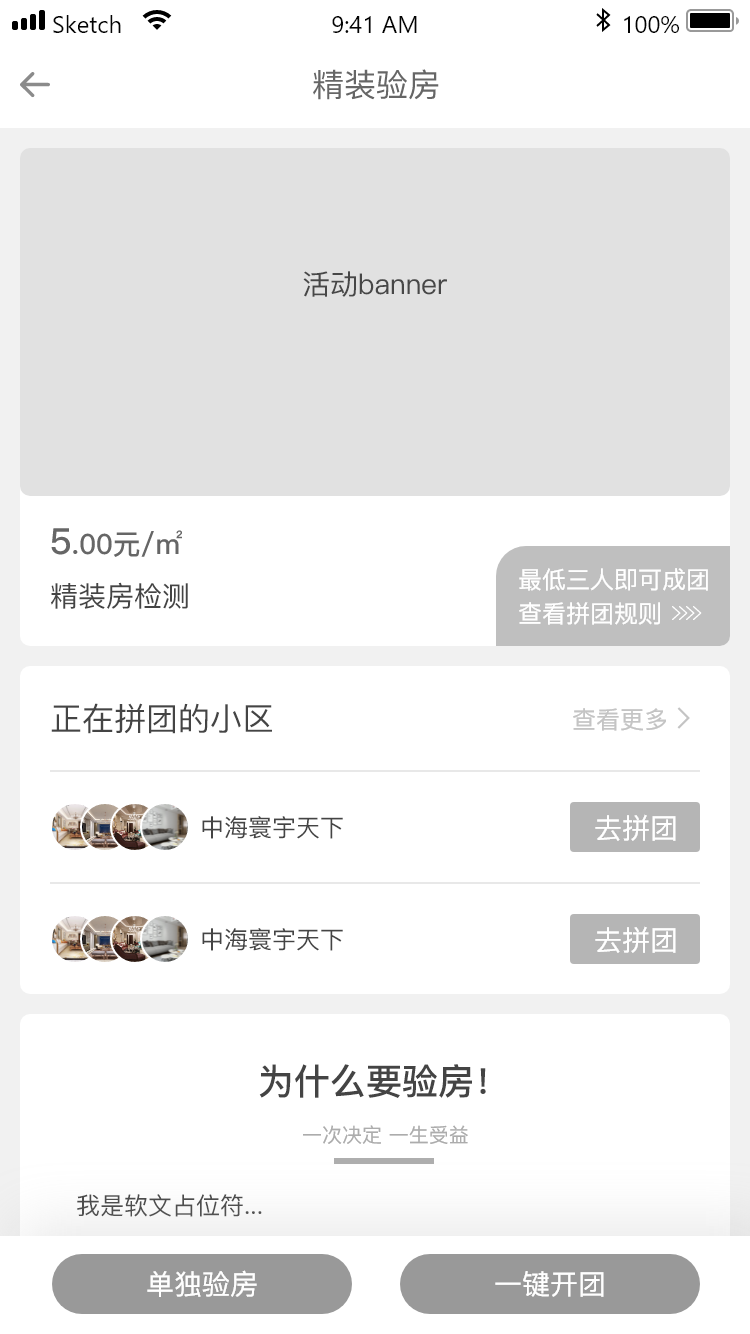 Sketch
9:41 AM
100%
精装验房
活动banner
5.00元/㎡
精装房检测
最低三人即可成团
查看拼团规则
正在拼团的小区
查看更多
中海寰宇天下
去拼团
中海寰宇天下
去拼团
为什么要验房!
一次决定 一生受益
我是软文占位符...
单独验房
一键开团